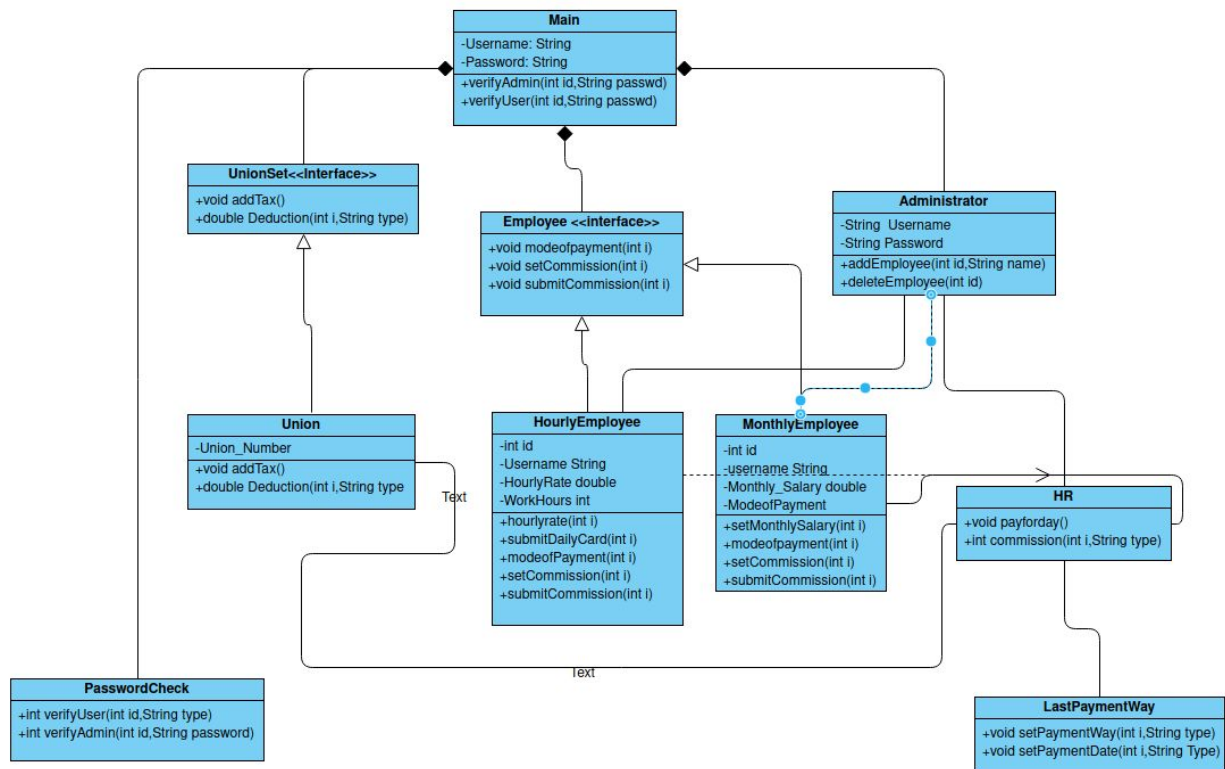 Main
-Username: String
-Password: String
+verifyAdmin(int id,String passwd)
+verifyUser(int id,String passwd)
UnionSet<<Interface>>
+void addTax()
+double Deduction(int i,String type)
Employee <<interface>>
+void modeofpayment(int i)
+void setCommission(int i)
+void submitCommission(int i)
Administrator
-String Username
-String Password
+addEmployee(int id,String name)
+deleteEmployee(int id)
Union
-Union_Number
+void addTax()
+double Deduction(int i,String type
Text
HourlyEmployee
-int id
-Username String
-HourlyRate double
-WorkHours int
+hourlyrate(int i)
+submitDailyCard(int i)
+modeofPayment(int i)
+setCommission(int i)
+submitCommission(int i)
MonthlyEmployee
-int id
-username String
-Monthly_Salary double
-ModeofPayment
+setMonthlySalary(int i)
+modeofpayment(int i)
+setCommission(int i)
+submitCommission(int i)
HR
+void payforday()
+int commission(int i,String type)
Text
PasswordCheck
+int verifyUser(int id,String type)
+int verifyAdmin(int id,String password)
LastPaymentWay
+void setPaymentWay(int i,String type)
+void setPaymentDate(int i,String Type)